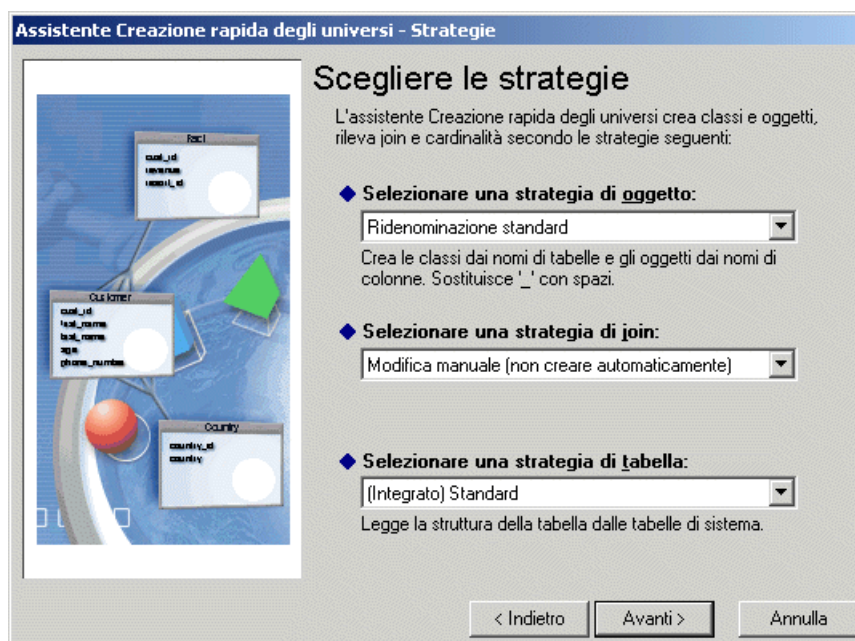 Assistente Creazione rapida degli universi - Strategie
Scegliere le strategie
L'assistente Creazione rapida degli universi crea classi e oggetti,
rileva join e cardinalità secondo le strategie seguenti:
Selezionare una strategia di oggetto:
Ridenominazione standard
Crea le classi dai nomi di tabelle e gli oggetti dai nomi di
colonne. Sostituisce '_' con spazi.
Selezionare una strategia di join:
Modifica manuale (non creare automaticamente)
Selezionare una strategia di tabella:
(Integrato) Standard
Legge la struttura della tabella dalle tabelle di sistema.
< Indietro
Avanti >
Annulla
cust_id
revenue
Customer
cust_id
last_name
age
phone_number
Country
country_id
country